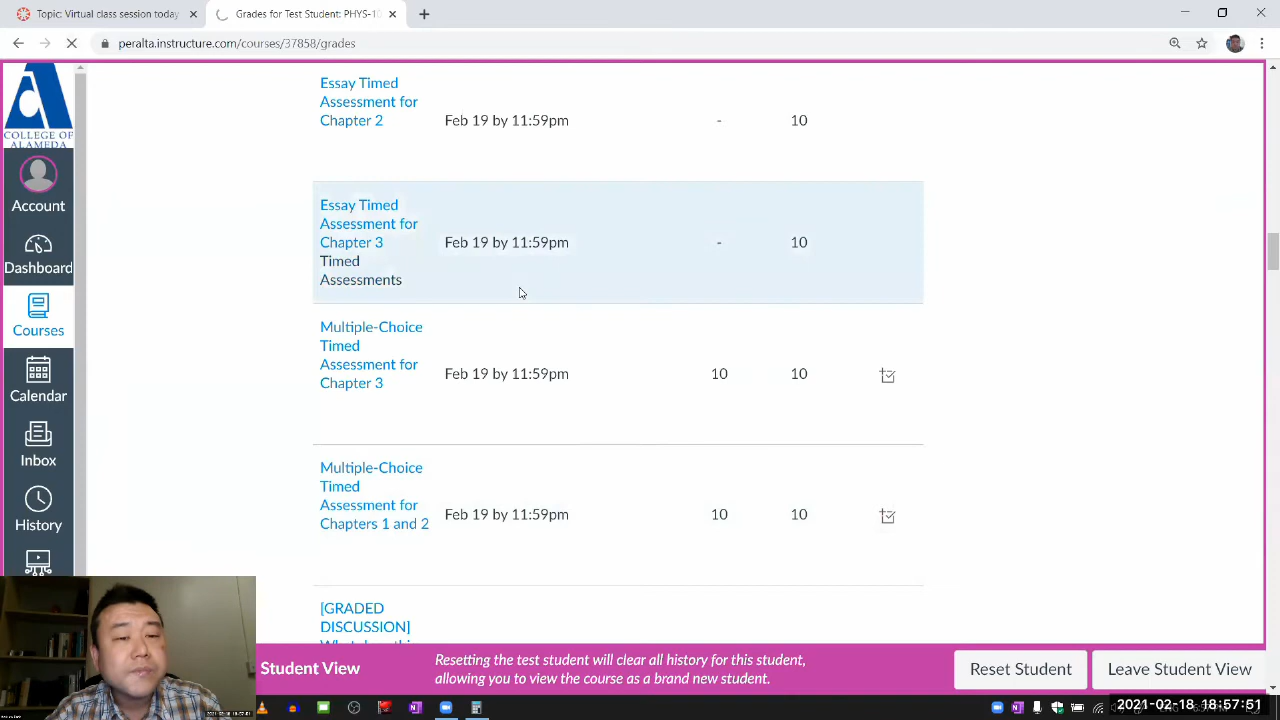 Virtual class session Tuesday
Grades for Test Student: PHYS-10
peralta.instructure.com/courses/37858/grades
COLLEGE OF
ALAMEDA
Account
Dashboard
Courses
Calendar
Inbox
History
Essay Timed
Assessment for
Chapter 2
Feb 19 by 11:59pm
-
10
Essay Timed
Assessment for
Chapter 3
Timed
Assessments
Feb 19 by 11:59pm
-
10
Multiple-Choice
Timed
Assessment for
Chapter 3
Feb 19 by 11:59pm
10
10
Multiple-Choice
Timed
Assessment for
Chapters 1 and 2
Feb 19 by 11:59pm
10
10
[GRADED
DISCUSSION]
Student View
Resetting the test student will clear all history for this student,
allowing you to view the course as a brand new student.
Reset Student
Leave Student View
2021-02-18 18:57:51